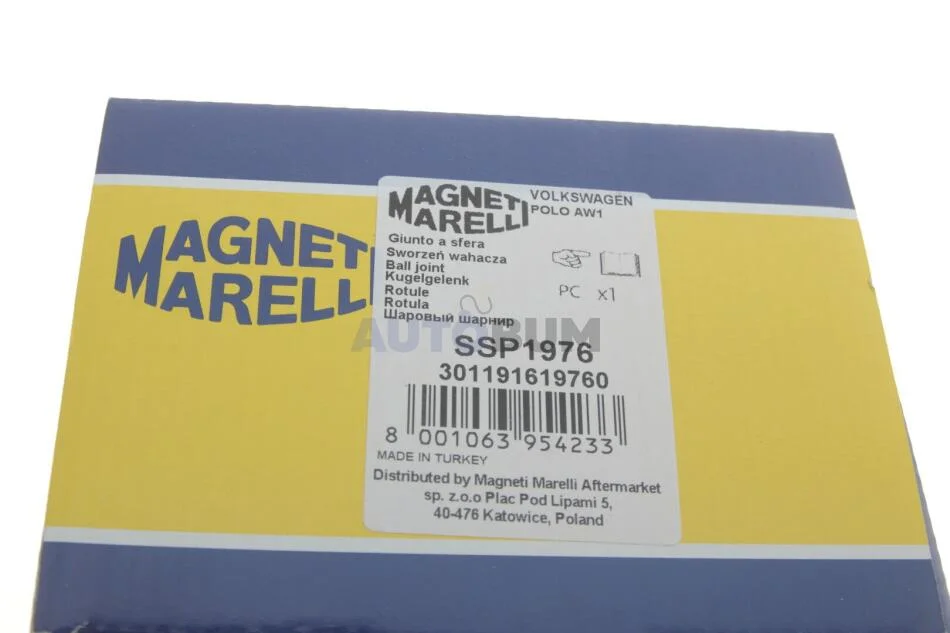 MAGNETI
MARELLI
MAGNETI
MARELLI
VOLKSWAGEN
POLO AW1
Giunto a sfera
Sworzeń wahacza
Ball joint
Kugelgelenk
Rotule
Rotula
Шаровый шарнир
PC x1
AUTOBUM
SSP1976
301191619760
8 001063 954233
MADE IN TURKEY
Distributed by Magneti Marelli Aftermarket
sp. z.o.o Plac Pod Lipami 5,
40-476 Katowice, Poland